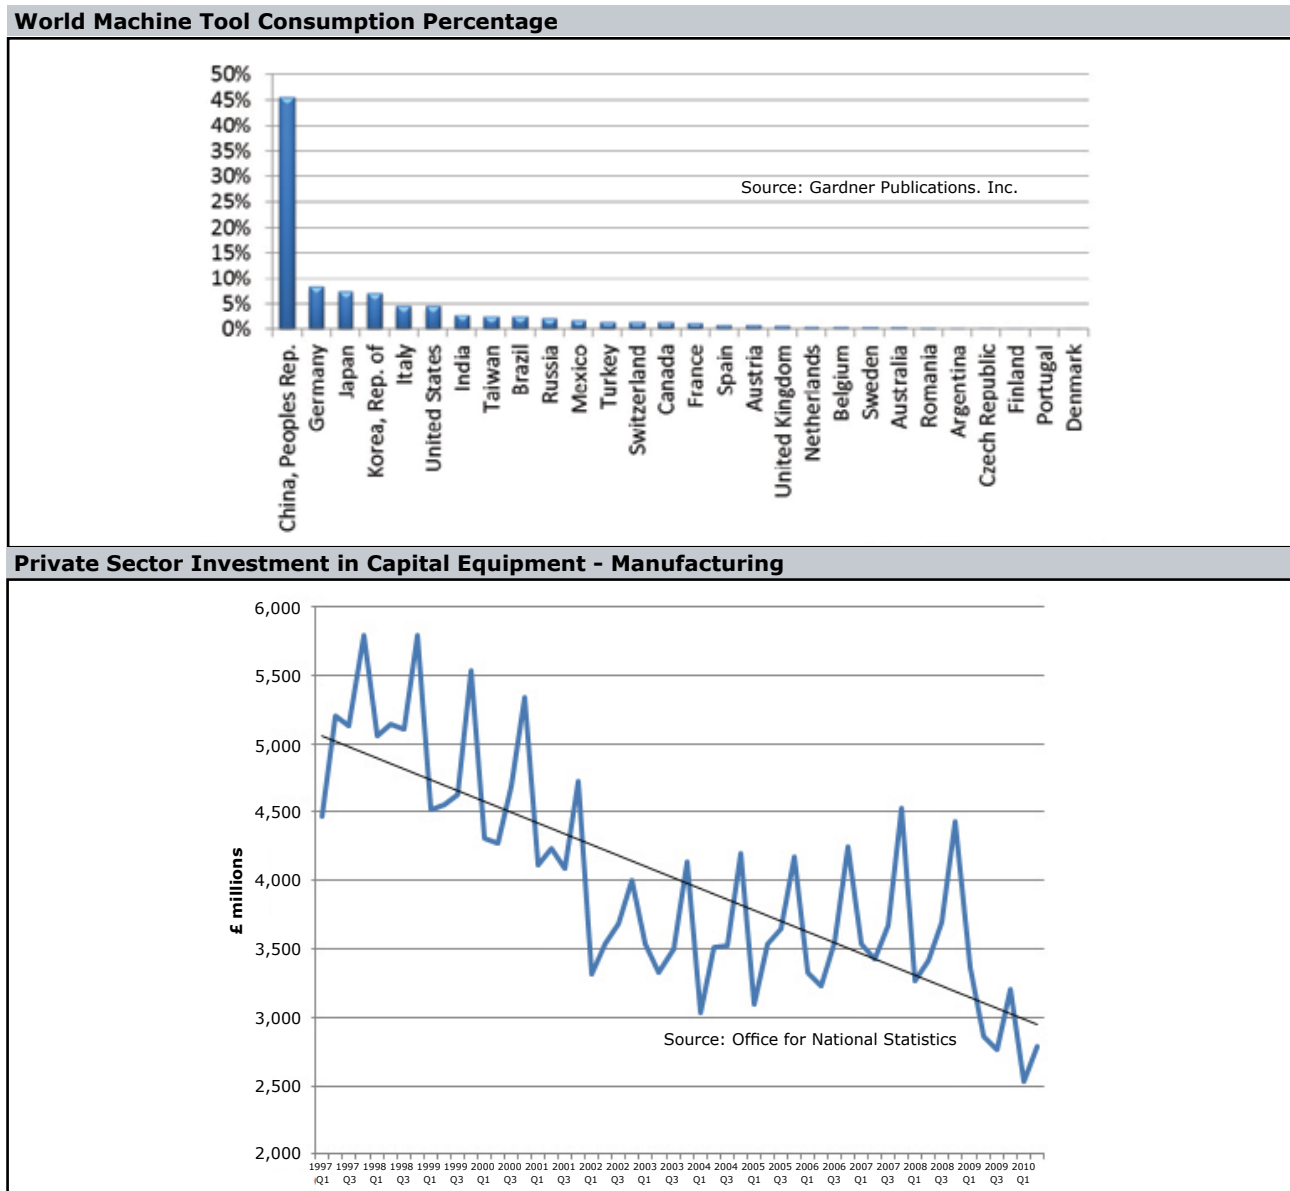 World Machine Tool Consumption Percentage
50%
45%
40%
35%
30%
25%
20%
15%
10%
5%
0%
Source: Gardner Publications. Inc.
China, Peoples Rep.
Germany
Japan
Korea, Rep. of
Italy
United States
India
Taiwan
Brazil
Russia
Mexico
Turkey
Switzerland
Canada
France
Spain
Austria
United Kingdom
Netherlands
Belgium
Sweden
Australia
Romania
Argentina
Czech Republic
Finland
Portugal
Denmark
Private Sector Investment in Capital Equipment - Manufacturing
6,000
5,500
5,000
4,500
4,000
3,500
3,000
2,500
2,000
£ millions
Source: Office for National Statistics
1997 1997 1998 1998 1999 1999 2000 2000 2001 2001 2002 2002 2003 2003 2004 2004 2005 2005 2006 2006 2007 2007 2008 2008 2009 2009 2010
Q1 Q3 Q1 Q3 Q1 Q3 Q1 Q3 Q1 Q3 Q1 Q3 Q1 Q3 Q1 Q3 Q1 Q3 Q1 Q3 Q1 Q3 Q1 Q3 Q1 Q3 Q1